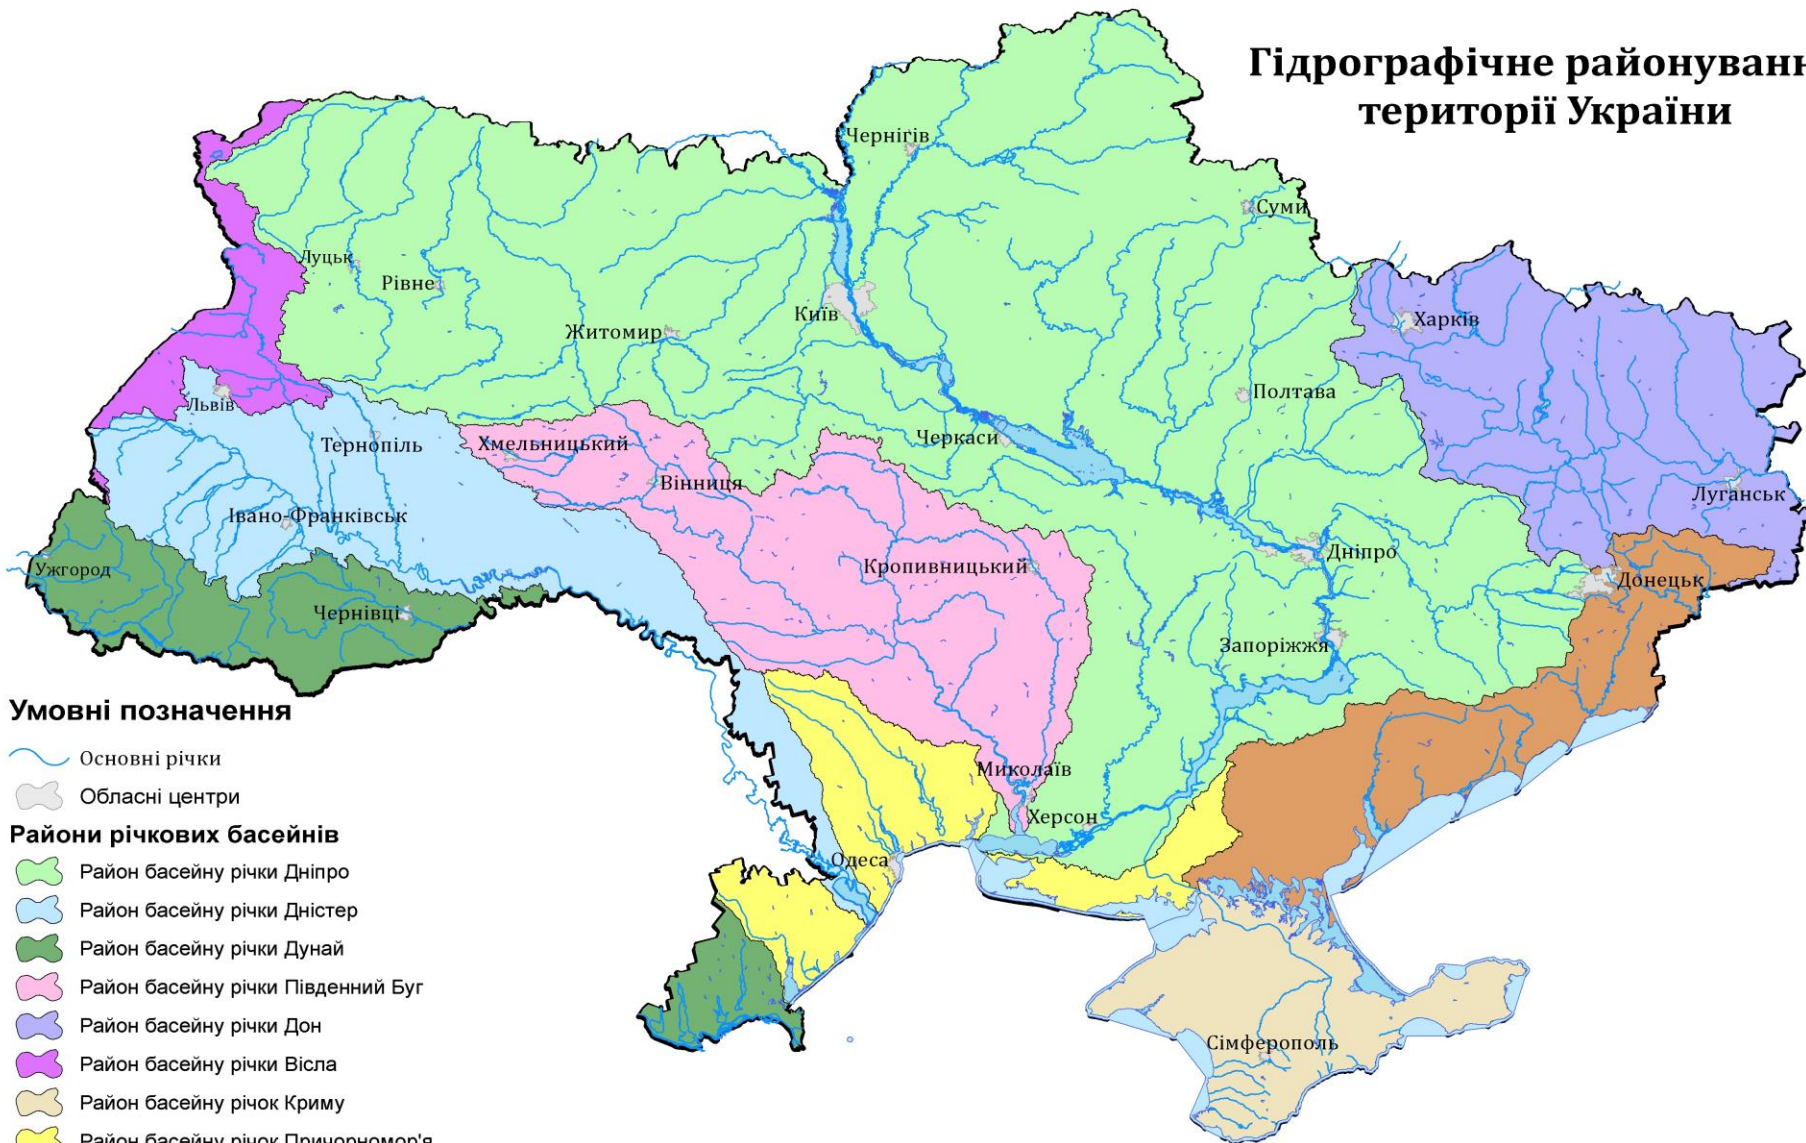 Гідрографічне районуванн
території України
Чернігів
Суми
Луцьк
Рівне
Київ
Житомир
Харків
Львів
Полтава
Тернопіль
Хмельницький
Черкаси
Вінниця
Луганськ
Івано-Франківськ
Дніпро
Ужгород
Кропивницький
Донецьк
Чернівці
Запоріжжя
Миколаїв
Херсон
Одеса
Сімферополь
Умовні позначення
Основні річки
Обласні центри
Райони річкових басейнів
Район басейну річки Дніпро
Район басейну річки Дністер
Район басейну річки Дунай
Район басейну річки Південний Буг
Район басейну річки Дон
Район басейну річки Вісла
Район басейну річок Криму
Район басейну річок Причорномор'я